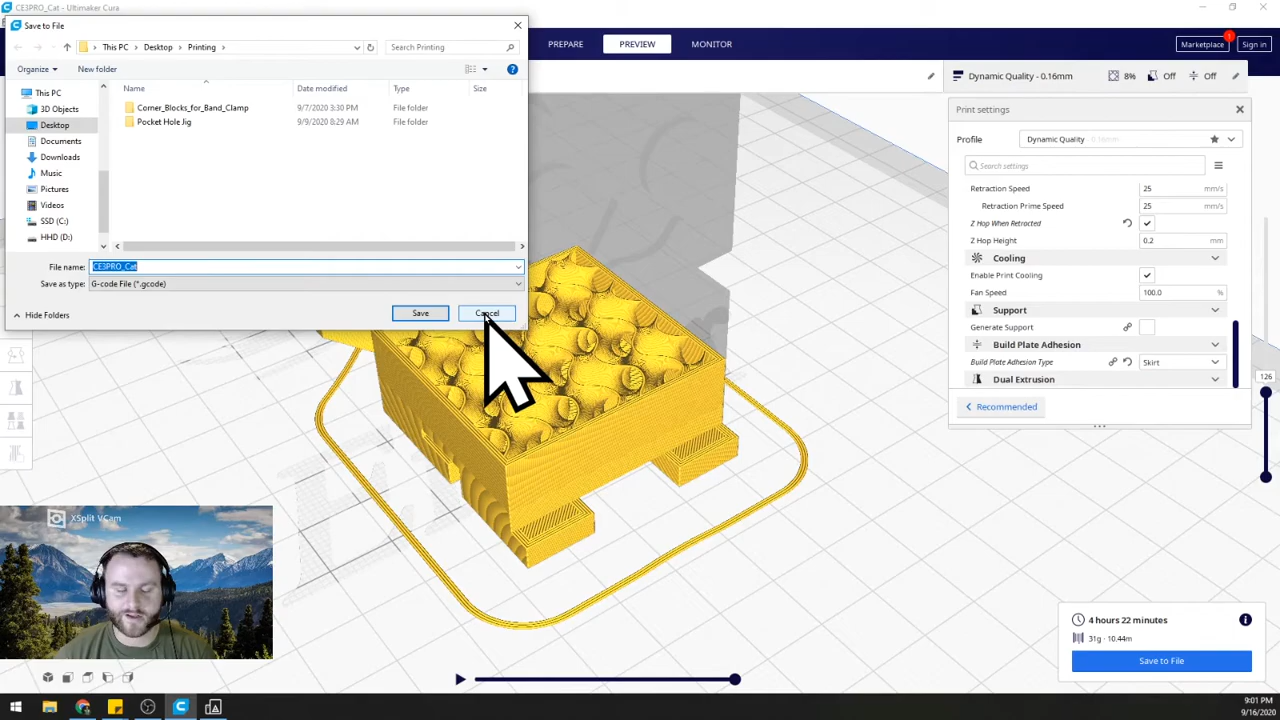 CE3PRO_Cat - Ultimaker Cura
Save to File
This PC > Desktop > Printing >
Search Printing
Organize
New folder
This PC
3D Objects
Desktop
Documents
Downloads
Music
Pictures
Videos
SSD (C:)
HHD (D:)
Name Date modified Type Size
Corner_Blocks_for_Band_Clamp 9/7/2020 3:30 PM File folder
Pocket Hole Jig 9/9/2020 8:29 AM File folder
File name: CE3PRO_Cat
Save as type: G-code File (*.gcode)
Hide Folders
Save
Cancel
PREPARE PREVIEW MONITOR
Marketplace 1 Sign in
Dynamic Quality - 0.16mm 8% Off Off
Print settings
Profile Dynamic Quality 0.16mm
Search settings
Retraction Speed 25 mm/s
Retraction Prime Speed 25 mm/s
Z Hop When Retracted
Z Hop Height 0.2 mm
Cooling
Enable Print Cooling
Fan Speed 100.0 %
Support
Generate Support
Build Plate Adhesion
Build Plate Adhesion Type Skirt
Dual Extrusion
Recommended
126
XSplit VCam
4 hours 22 minutes
31g · 10.44m
Save to File
9:01 PM
9/16/2020